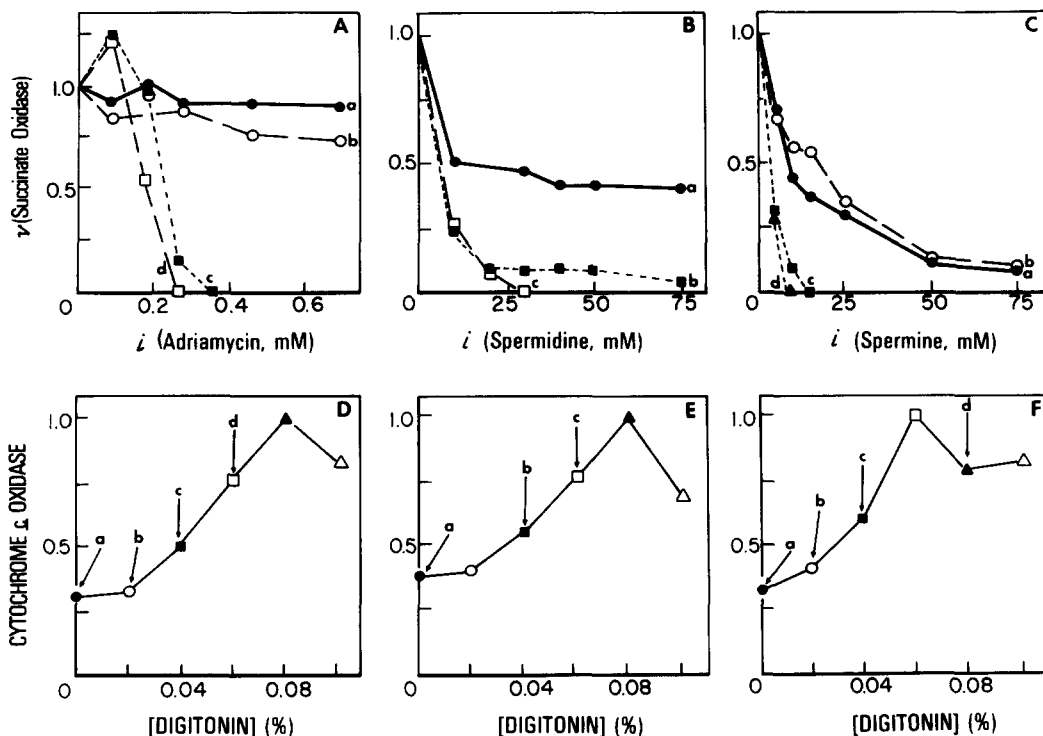 A
B
C
ν(Succinate Oxidase)
1.0
0.5
0
0.2
0.4
0.6
a
b
d
c
i (Adriamycin, mM)
1.0
0.5
0
25
50
75
a
b
c
i (Spermidine, mM)
1.0
0.5
0
25
50
75
b
a
d
c
i (Spermine, mM)
D
E
F
CYTOCHROME c OXIDASE
1.0
0.5
0
0.04
0.08
a
b
c
d
[DIGITONIN] (%)
1.0
0.5
0
0.04
0.08
a
b
c
[DIGITONIN] (%)
1.0
0.5
0
0.04
0.08
a
b
c
d
[DIGITONIN] (%)